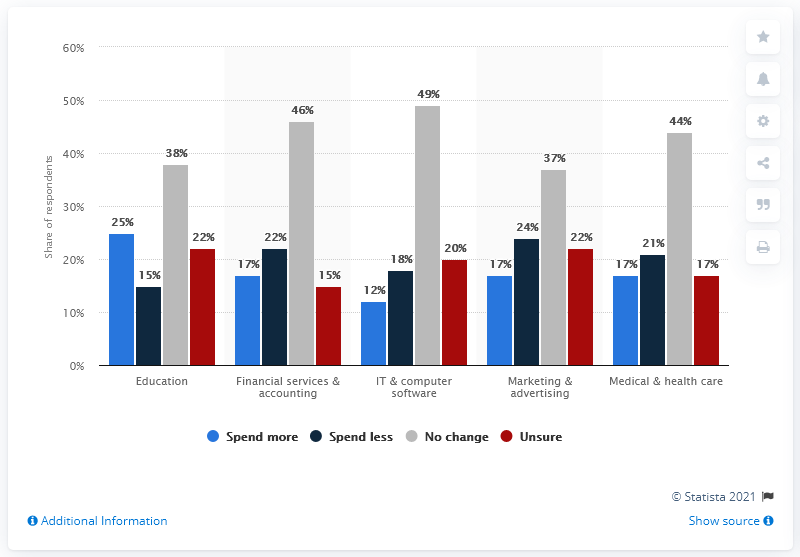 60%
50%
40%
30%
20%
10%
0%
Share of respondents
25%
15%
38%
22%
17%
22%
46%
15%
12%
18%
49%
20%
17%
24%
37%
22%
17%
21%
44%
17%
Education
Financial services &
accounting
IT & computer
software
Marketing &
advertising
Medical & health care
Spend more
Spend less
No change
Unsure
© Statista 2021
Additional Information
Show source